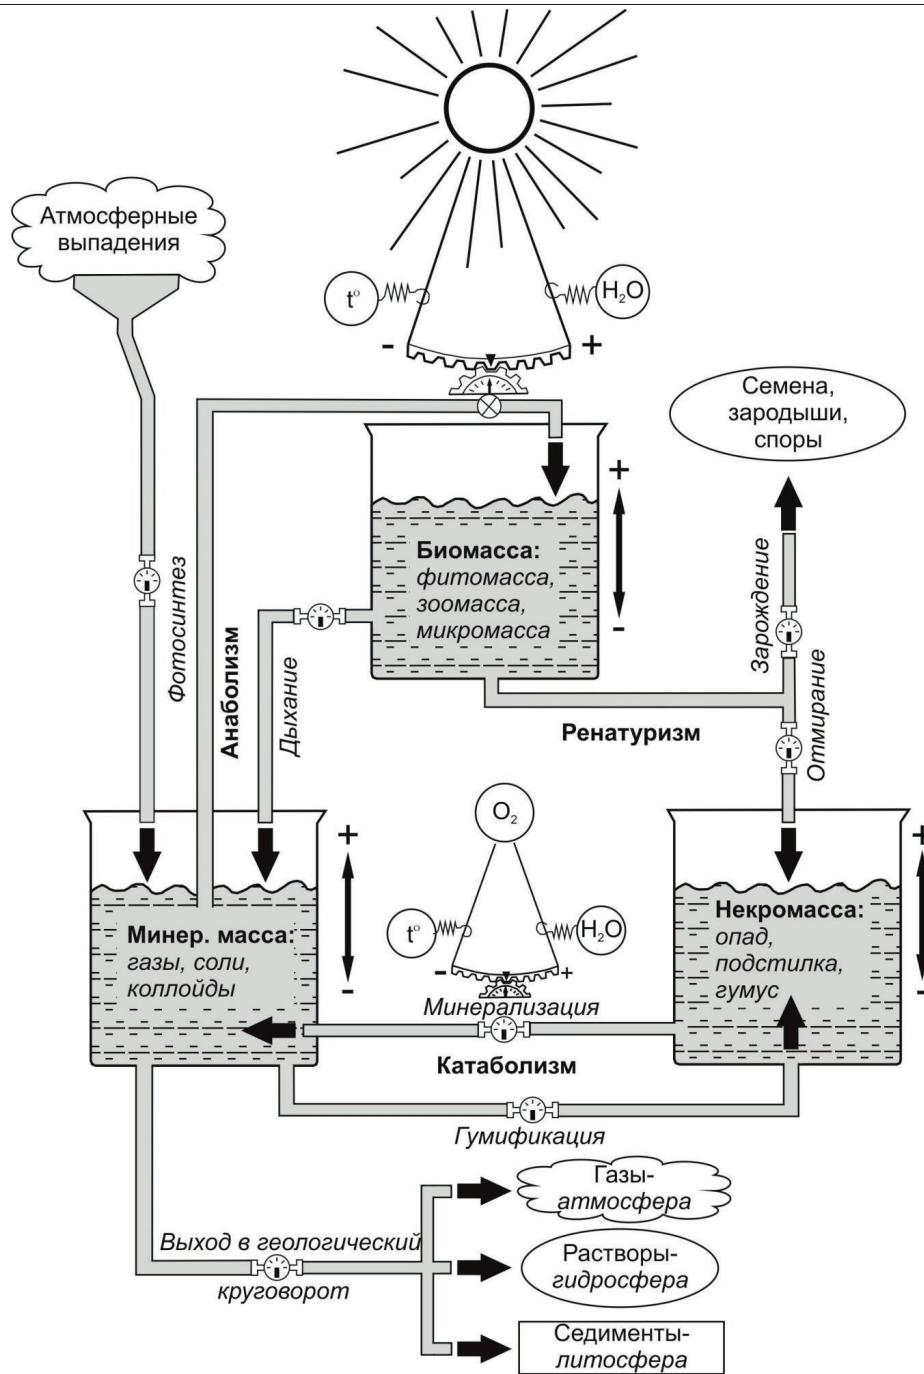 Атмосферные
выпадения
t°
H₂O
-
+
Семена,
зародыши,
споры
+
Биомасса:
фитомасса,
зоомасса,
микромасса
-
Фотосинтез
Анаболизм
Дыхание
Зарождение
Отмирание
Ренатуризм
O₂
+
+
Минер. масса:
газы, соли,
коллойды
-
t°
H₂O
-
+
Некромасса:
опад,
подстилка,
гумус
-
Минерализация
Катаболизм
Гумификация
Газы-
атмосфера
Выход в геологический
круговорот
Растворы-
гидросфера
Седименты-
литосфера